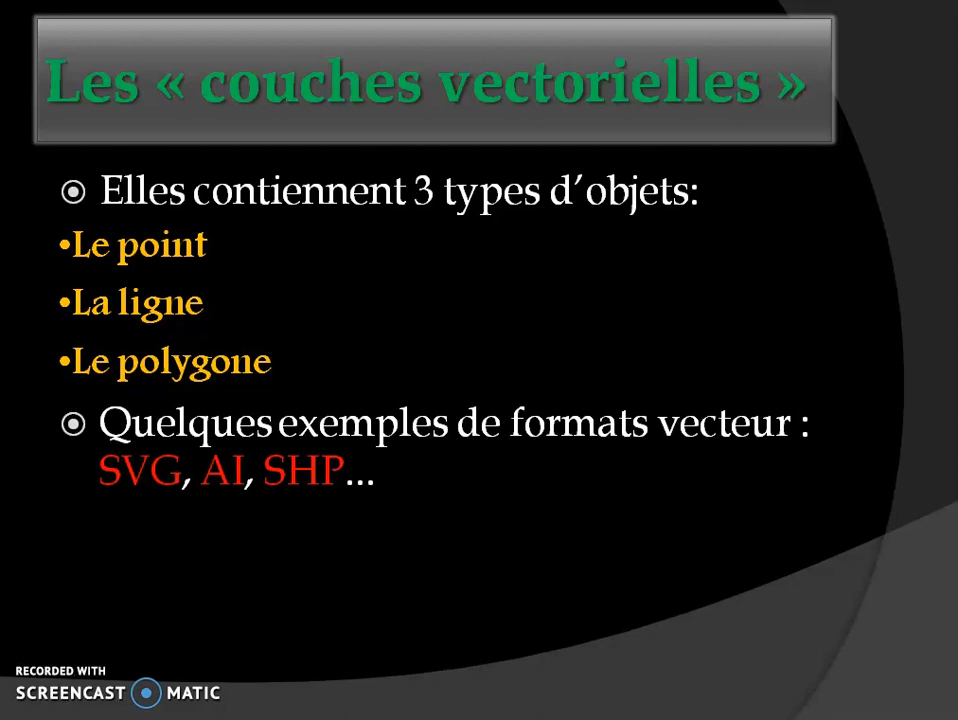 Les « couches vectorielles »
Elles contiennent 3 types d’objets:
•Le point
•La ligne
•Le polygone
Quelques exemples de formats vecteur :
SVG, AI, SHP...
RECORDED WITH
SCREENCAST MATIC